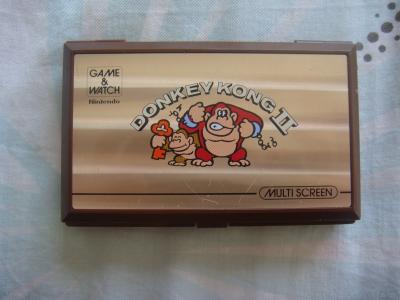 GAME
&
WATCH
Nintendo
DONKEY KONG II
MULTI SCREEN